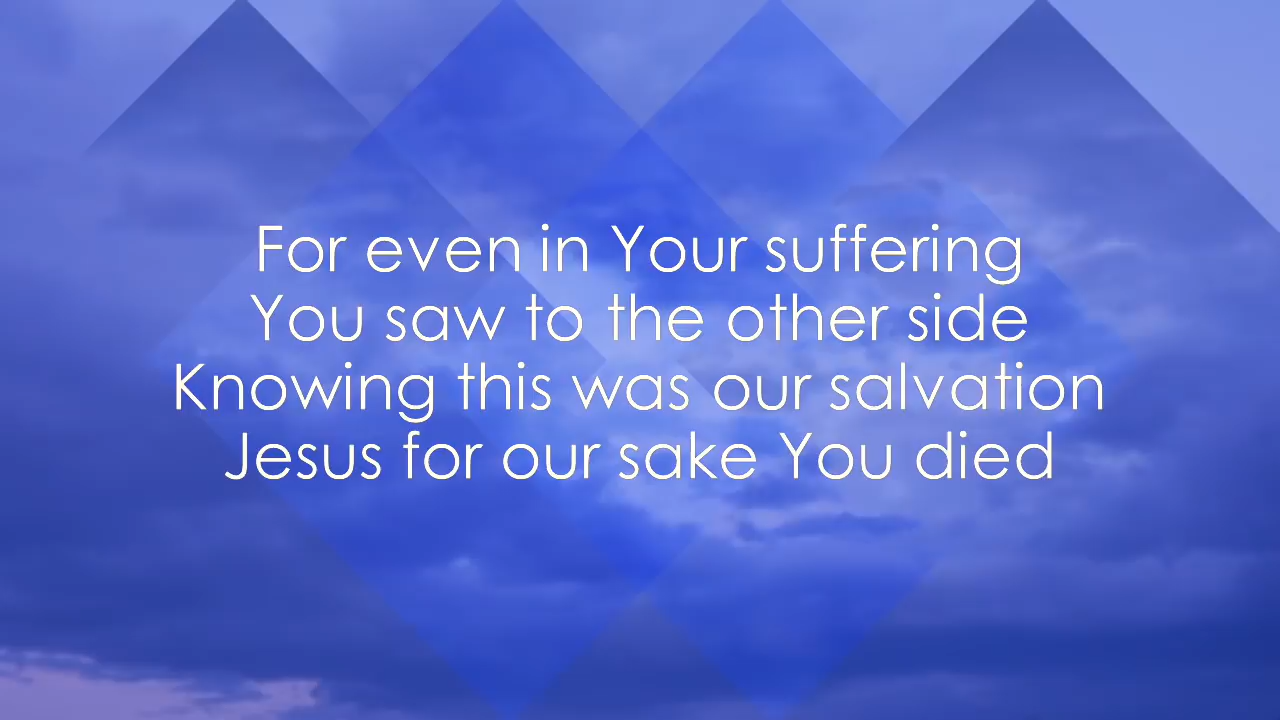 For even in Your suffering
You saw to the other side
Knowing this was our salvation
Jesus for our sake You died